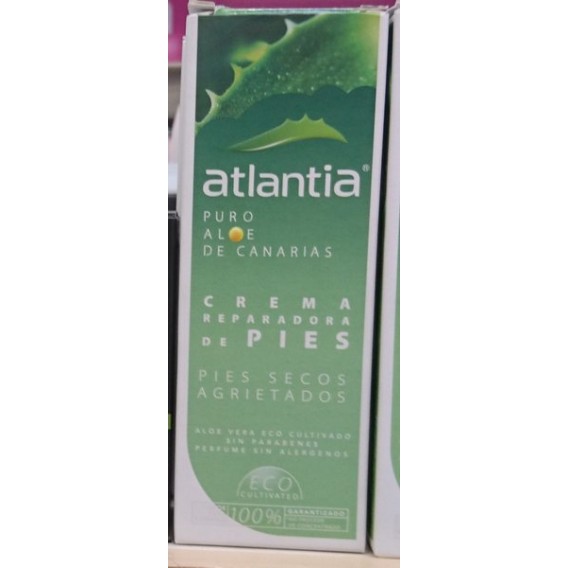 atlantia®
PURO
ALOE
DE CANARIAS
CREMA
REPARADORA
DE PIES
PIES SECOS
AGRIETADOS
ALOE VERA ECO CULTIVADO
SIN PARABENES
PERFUME SIN ALERGENOS
ECO
CULTIVATED
100% GARANTIZADO